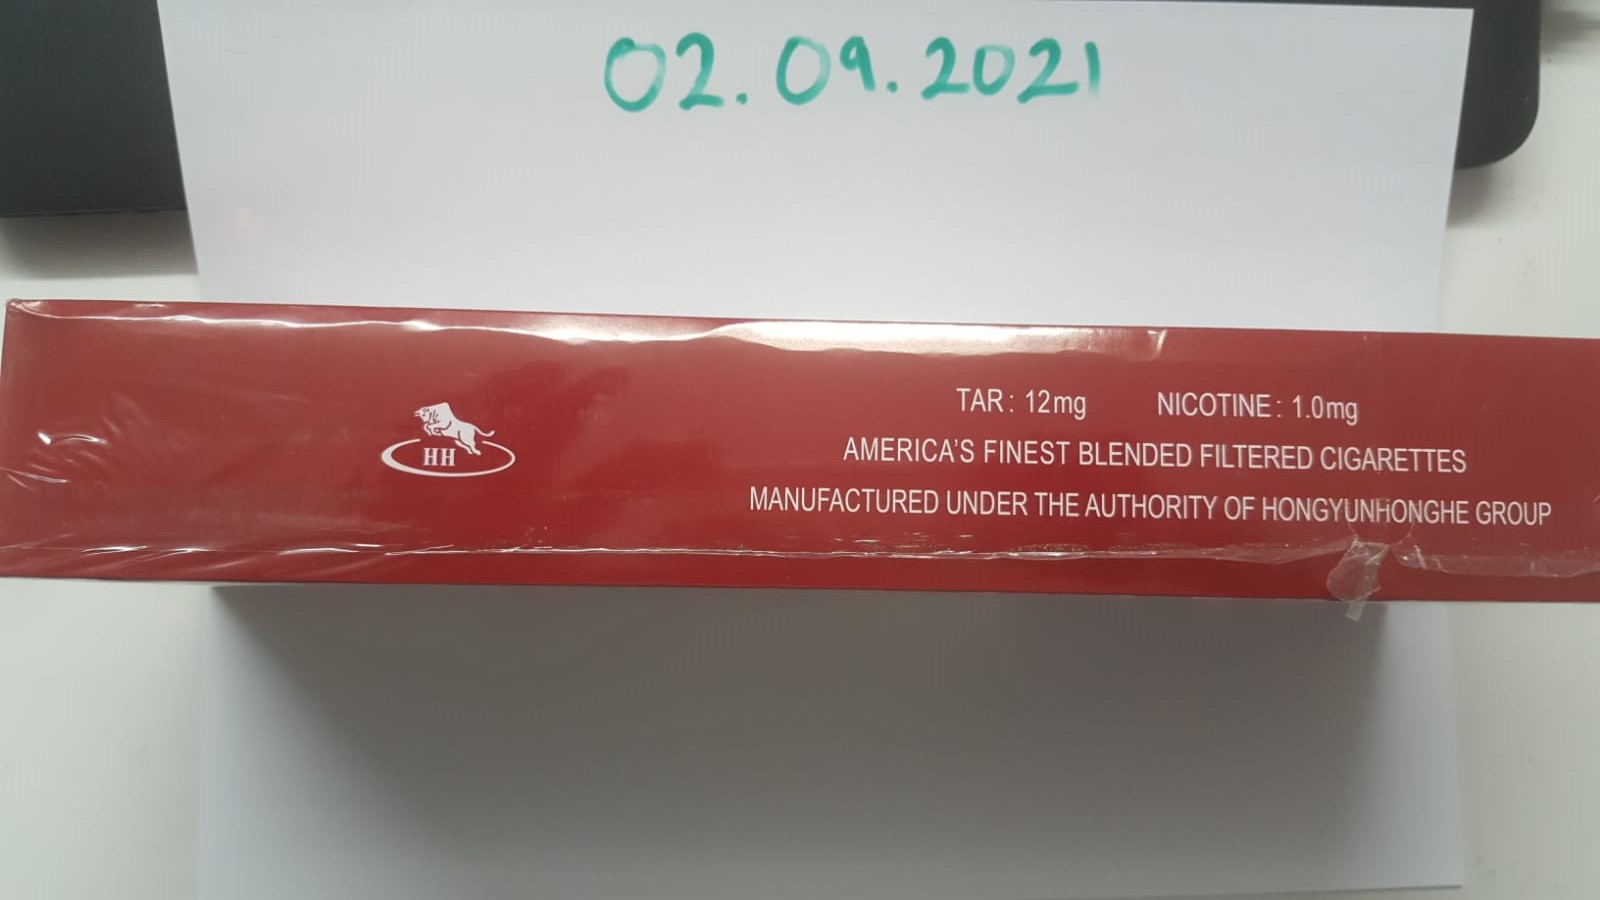 02.09.2021
TAR: 12mg NICOTINE: 1.0mg
AMERICA'S FINEST BLENDED FILTERED CIGARETTES
HH
MANUFACTURED UNDER THE AUTHORITY OF HONGYUNHONGHE GROUP